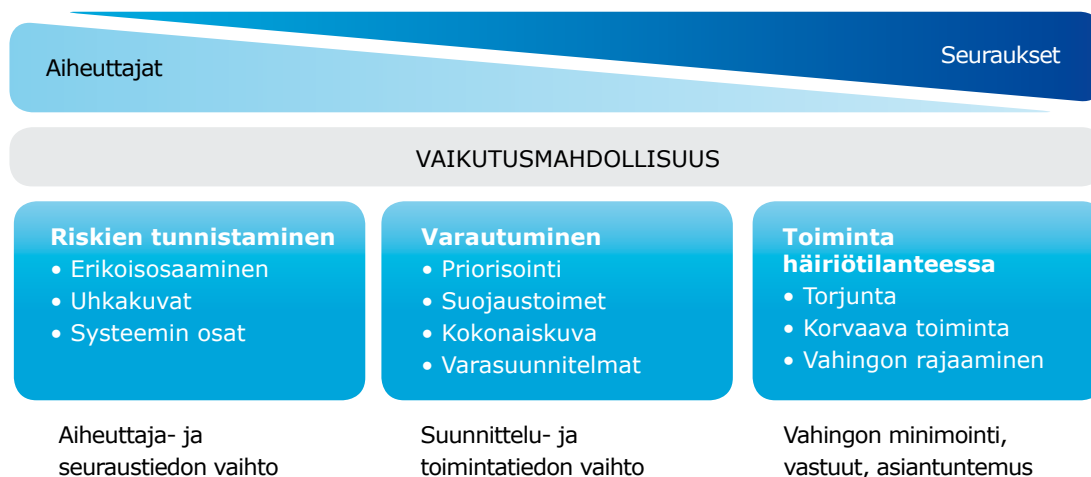 Aiheuttajat
Seuraukset
VAIKUTUSMAHDOLLISUUS
Riskien tunnistaminen
• Erikoisosaaminen
• Uhkakuvat
• Systeemin osat
Varautuminen
• Priorisointi
• Suojaustoimet
• Kokonaiskuva
• Varasuunnitelmat
Toiminta
häiriötilanteessa
• Torjunta
• Korvaava toiminta
• Vahingon rajaaminen
Aiheuttaja- ja
seuraustiedon vaihto
Suunnittelu- ja
toimintatiedon vaihto
Vahingon minimointi,
vastuut, asiantuntemus